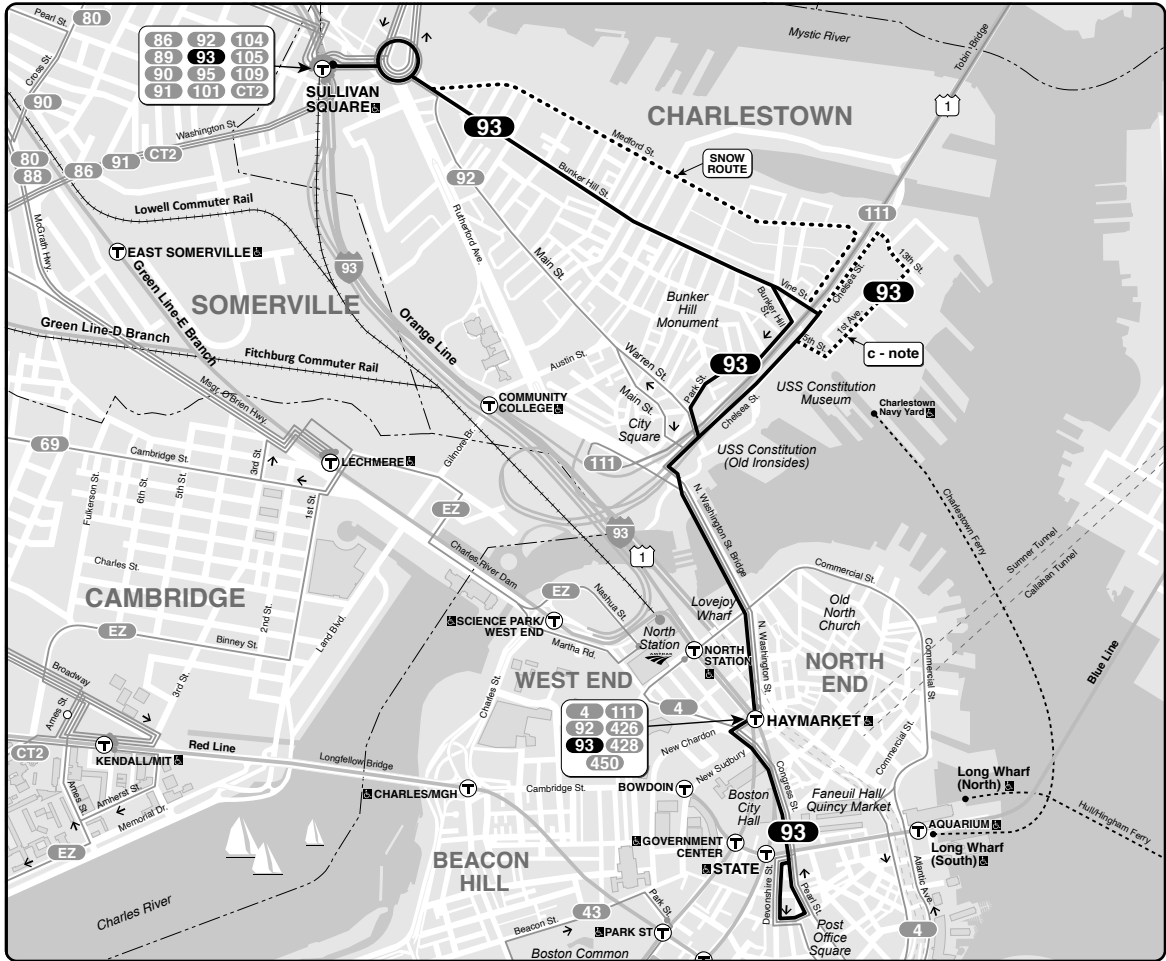 80
Pearl St.
Cross St.
90
86 92 104
89 93 105
90 95 109
91 101 CT2
SULLIVAN
SQUARE
Washington St.
80
88
86
91
CT2
93
CHARLESTOWN
Mystic River
Tobin Bridge
1
Medford St.
SNOW
ROUTE
Bunker Hill St.
92
Rutherford Ave.
Main St.
111
Lowell Commuter Rail
McGrath Hwy.
EAST SOMERVILLE
Green Line-E Branch
93
SOMERVILLE
Orange Line
Green Line-D Branch
Fitchburg Commuter Rail
Msgr. O'Brien Hwy.
Vine St.
Chelsea St.
13th St.
93
1st Ave.
5th St.
c - note
Bunker
Hill
Monument
Bunker Hill
St.
Austin St.
Warren St.
Main St.
93
Park St.
Chelsea St.
City
Square
USS Constitution
Museum
Charlestown
Navy Yard
USS Constitution
(Old Ironsides)
COMMUNITY
COLLEGE
Gilmore Br.
111
69
Cambridge St.
LECHMERE
3rd St.
Fulkerson St.
6th St.
5th St.
1st St.
EZ
N. Washington St. Bridge
93
1
Charlestown Ferry
Sumner Tunnel
Callahan Tunnel
Charles St.
Charles River Dam
Commercial St.
CAMBRIDGE
2nd St.
Land Blvd.
EZ
Nashua St.
Lovejoy
Wharf
Old
North
Church
EZ
Binney St.
SCIENCE PARK/
WEST END
Martha Rd.
North
Station
NORTH
STATION
N. Washington St.
Commercial St.
NORTH
END
Blue Line
Broadway
3rd St.
Ames St.
WEST END
Charles St.
4 111
92 426
93 428
450
4
HAYMARKET
CT2
KENDALL/MIT
Red Line
Longfellow Bridge
New Chardon
New Sudbury
Commercial St.
Ames St.
Amherst St.
Memorial Dr.
CHARLES/MGH
Cambridge St.
BOWDOIN
Boston
City
Hall
Congress St.
Faneuil Hall/
Quincy Market
Long Wharf
(North)
Hull/Hingham Ferry
93
AQUARIUM
Long Wharf
(South)
EZ
GOVERNMENT
CENTER
STATE
BEACON
HILL
Devonshire St.
Pearl St.
Atlantic Ave.
Charles River
43
Beacon St.
Park St.
PARK ST
Boston Common
Post
Office
Square
4